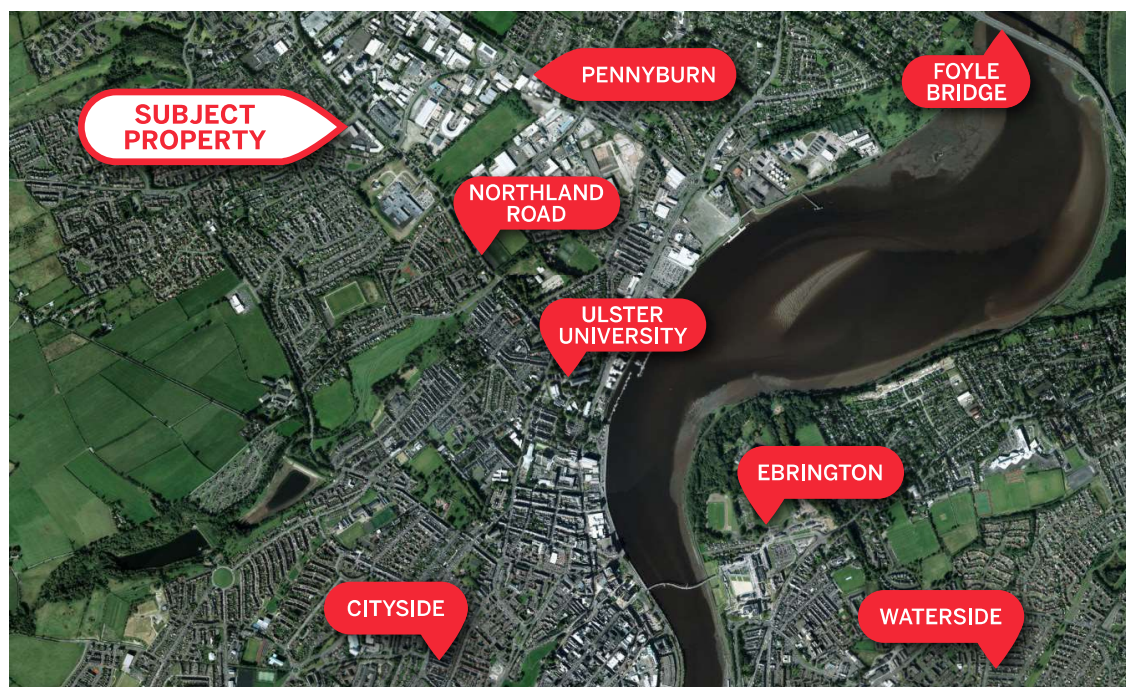 PENNYBURN
FOYLE
BRIDGE
SUBJECT
PROPERTY
NORTHLAND
ROAD
ULSTER
UNIVERSITY
EBRINGTON
CITYSIDE
WATERSIDE